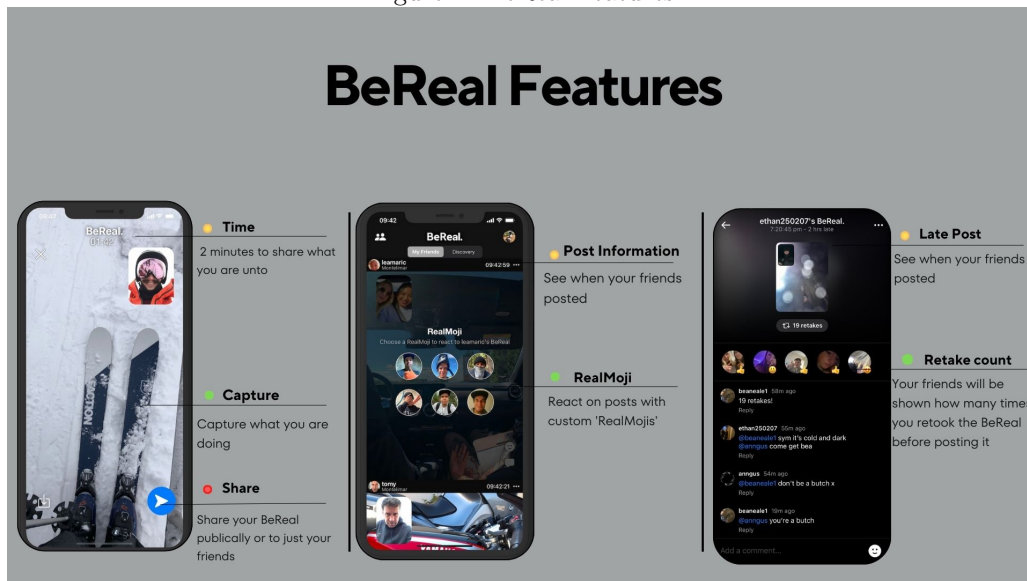 BeReal Features
09:42
BeReal.
01:42
Time
2 minutes to share what
you are unto
Capture
Capture what you are
doing
Share
Share your BeReal
publically or to just your
friends
09:42
BeReal.
My Friends
Discovery
leamaric
Montélimar
09:42:59
RealMoji
Choose a RealMoji to react to leamaric's BeReal
tomy
Montélimar
09:42:21
YAMAHA
Post Information
See when your friends
posted
RealMoji
React on posts with
custom 'RealMojis'
ethan250207's BeReal.
7:20:45 pm - 2 hrs late
19 retakes
beaneale1 58m ago
19 retakes!
Reply
ethan250207 56m ago
@beaneale1 sym it's cold and dark
@anngus come get bea
Reply
anngus 54m ago
@beaneale1 don't be a butch x
Reply
beaneale1 19m ago
@anngus you're a butch
Reply
Add a comment...
Late Post
See when your friends
posted
Retake count
Your friends will be
shown how many times
you retook the BeReal
before posting it